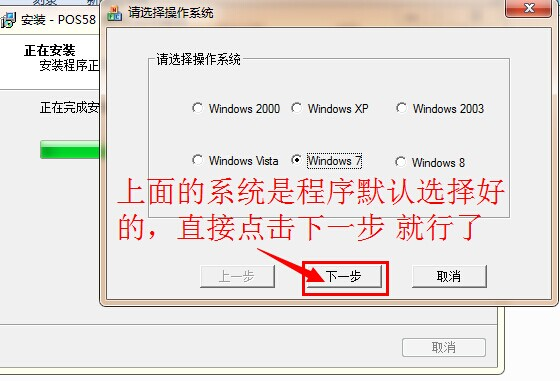 刻录
安装 - POS58
请选择操作系统
正在安装
安装程序正
正在完成安
请选择操作系统
Windows 2000
Windows XP
Windows 2003
Windows Vista
Windows 7
Windows 8
上面的系统是程序默认选择好
的，直接点击下一步 就行了
上一步
下一步
取消
取消